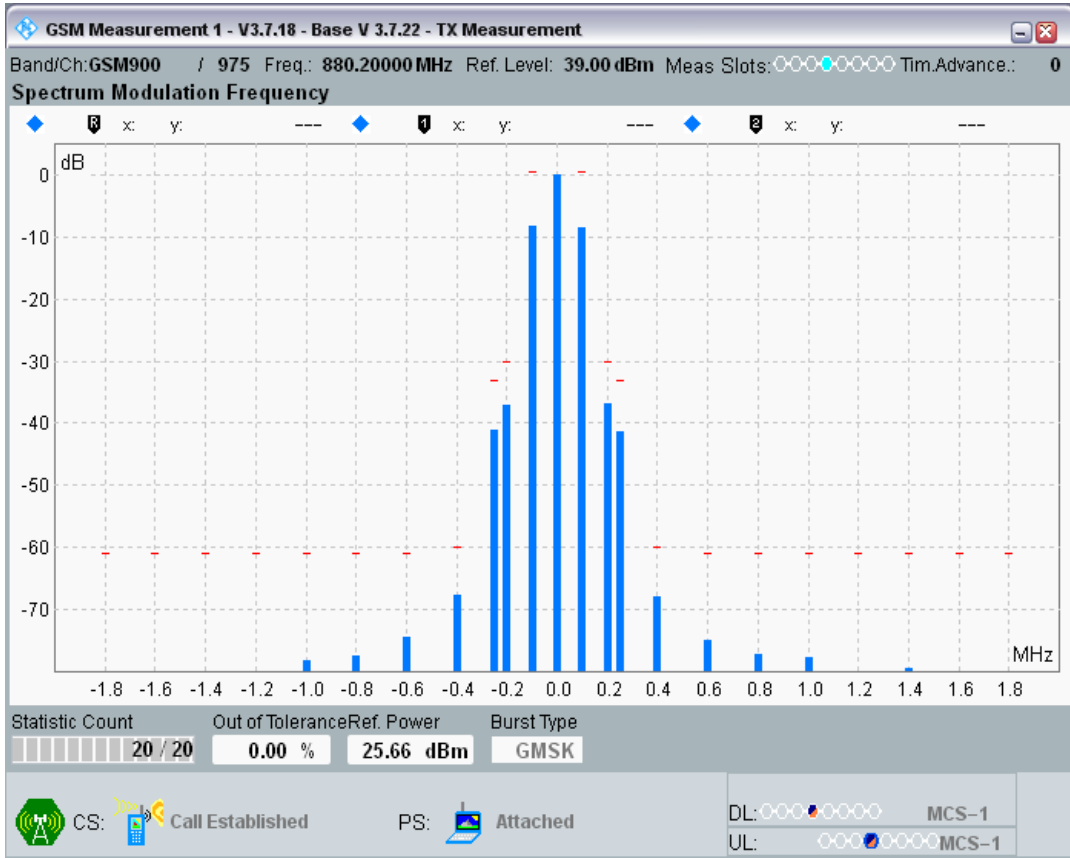 GSM Measurement 1 - V3.7.18 - Base V 3.7.22 - TX Measurement
Band/Ch:GSM900 / 975 Freq.: 880.20000 MHz Ref. Level: 39.00 dBm Meas Slots: Tim.Advance.: 0
Spectrum Modulation Frequency
R x: y: --- 1 x: y: --- 2 x: y: ---
dB
0
-10
-20
-30
-40
-50
-60
-70
MHz
-1.8 -1.6 -1.4 -1.2 -1.0 -0.8 -0.6 -0.4 -0.2 0.0 0.2 0.4 0.6 0.8 1.0 1.2 1.4 1.6 1.8
Statistic Count Out of Tolerance Ref. Power Burst Type
20 / 20 0.00 % 25.66 dBm GMSK
CS: Call Established PS: Attached
DL: MCS-1
UL: MCS-1